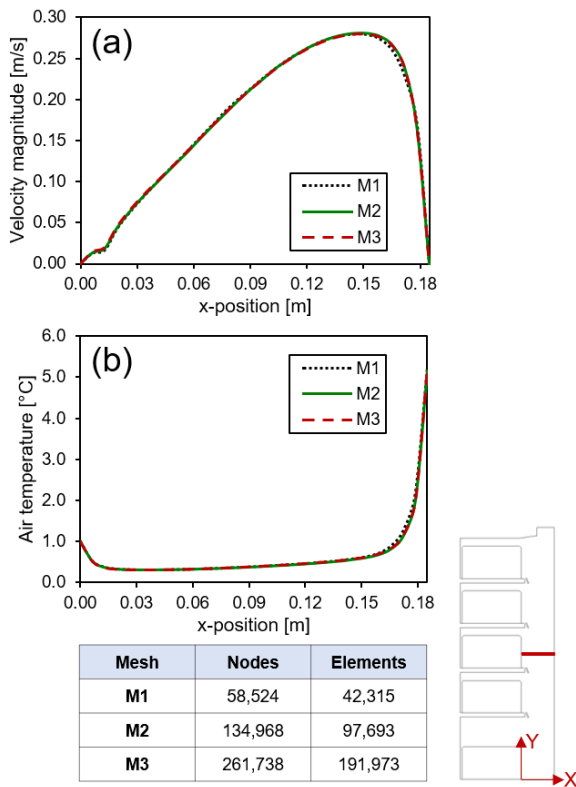 (a)
Velocity magnitude [m/s]
0.30
0.25
0.20
0.15
0.10
0.05
0.00
M1
M2
M3
0.00 0.03 0.06 0.09 0.12 0.15 0.18
x-position [m]
(b)
Air temperature [°C]
6.0
5.0
4.0
3.0
2.0
1.0
0.0
M1
M2
M3
0.00 0.03 0.06 0.09 0.12 0.15 0.18
x-position [m]
Mesh Nodes Elements
M1 58,524 42,315
M2 134,968 97,693
M3 261,738 191,973
Y
X